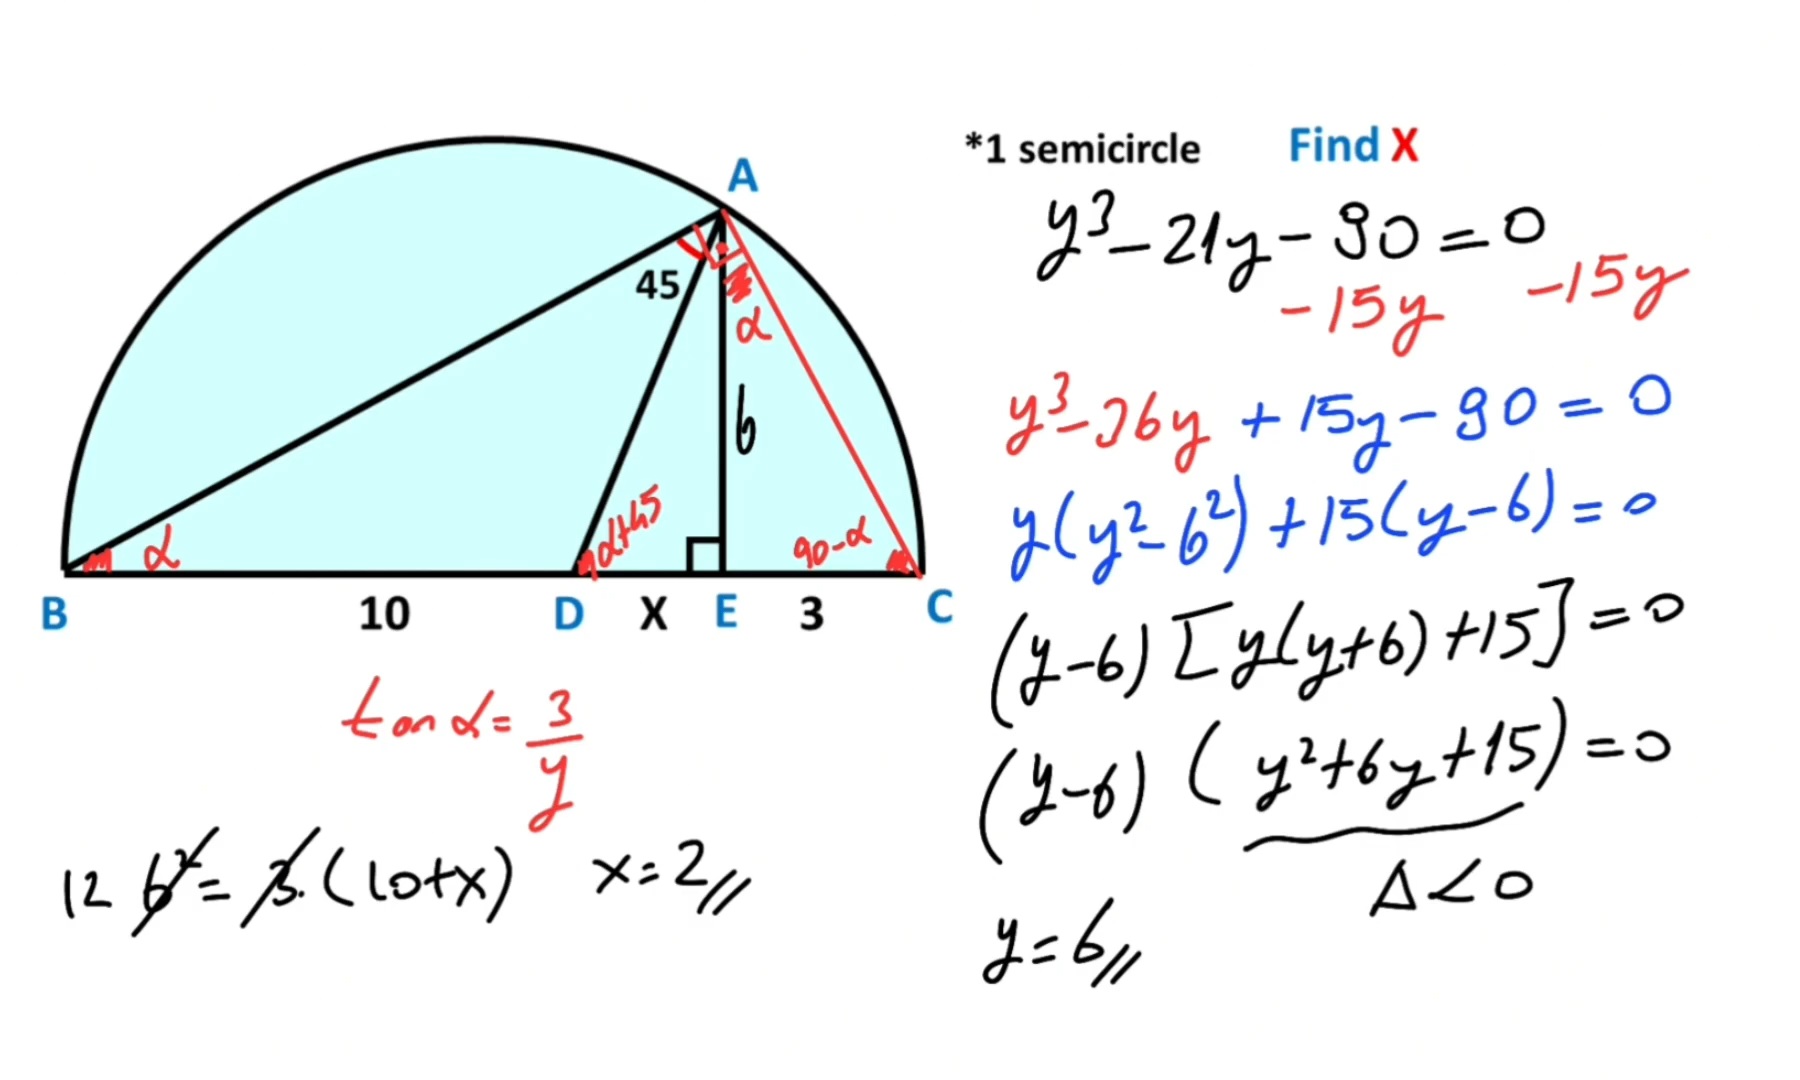 *1 semicircle Find X
A
45
α
6
α
α+45
90-α
B 10 D X E 3 C
tan α = 3/y
12 6² = 3.(10+x) x = 2//
y³ - 21y - 90 = 0
-15y -15y
y³ - 36y + 15y - 90 = 0
y(y² - 6²) + 15(y - 6) = 0
(y - 6) [y(y + 6) + 15] = 0
(y - 6) (y² + 6y + 15) = 0
Δ < 0
y = 6//